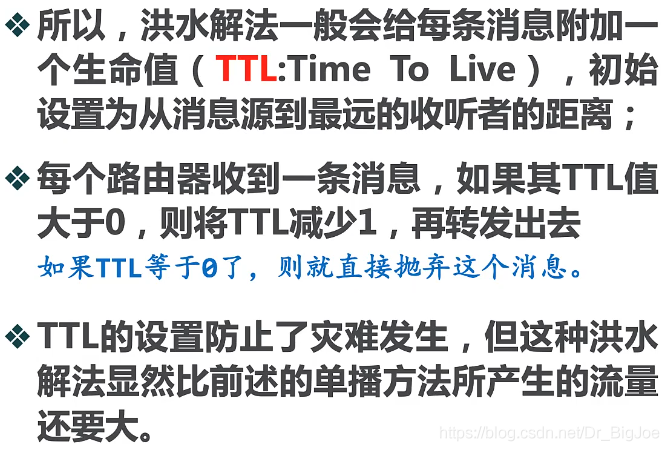 ❖ 所以，洪水解法一般会给每条消息附加一
个生命值（TTL:Time To Live），初始
设置为从消息源到最远的收听者的距离；
❖ 每个路由器收到一条消息，如果其TTL值
大于0，则将TTL减少1，再转发出去
如果TTL等于0了，则就直接抛弃这个消息。
❖ TTL的设置防止了灾难发生，但这种洪水
解法显然比前述的单播方法所产生的流量
还要大。
https://blog.csdn.net/Dr_BigJoe